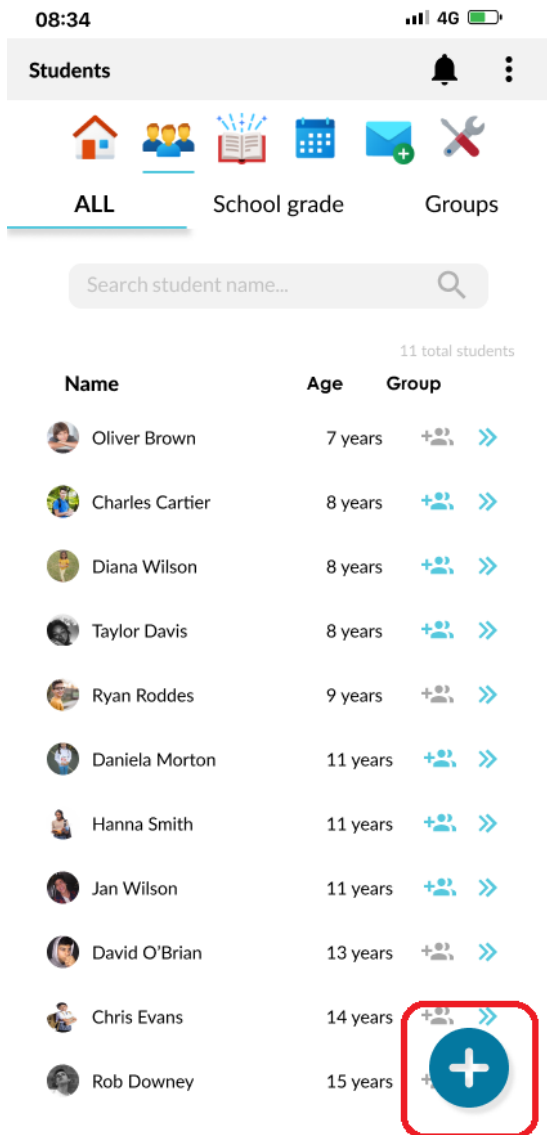 08:34 4G
Students
ALL School grade Groups
Search student name...
11 total students
Name Age Group
Oliver Brown 7 years
Charles Cartier 8 years
Diana Wilson 8 years
Taylor Davis 8 years
Ryan Roddes 9 years
Daniela Morton 11 years
Hanna Smith 11 years
Jan Wilson 11 years
David O'Brian 13 years
Chris Evans 14 years
Rob Downey 15 years